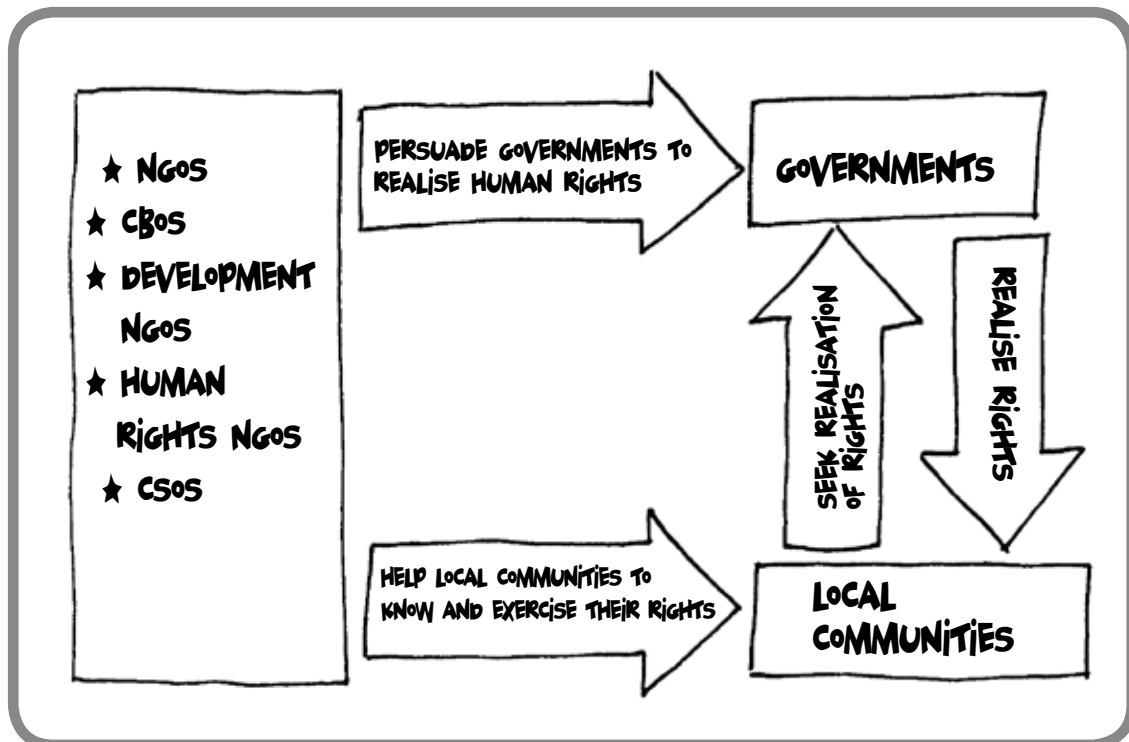 ★ NGOS
★ CBOS
★ DEVELOPMENT
NGOS
★ HUMAN
RIGHTS NGOS
★ CSOS
PERSUADE GOVERNMENTS TO
REALISE HUMAN RIGHTS
GOVERNMENTS
SEEK REALISATION
OF RIGHTS
REALISE RIGHTS
HELP LOCAL COMMUNITIES TO
KNOW AND EXERCISE THEIR RIGHTS
LOCAL
COMMUNITIES